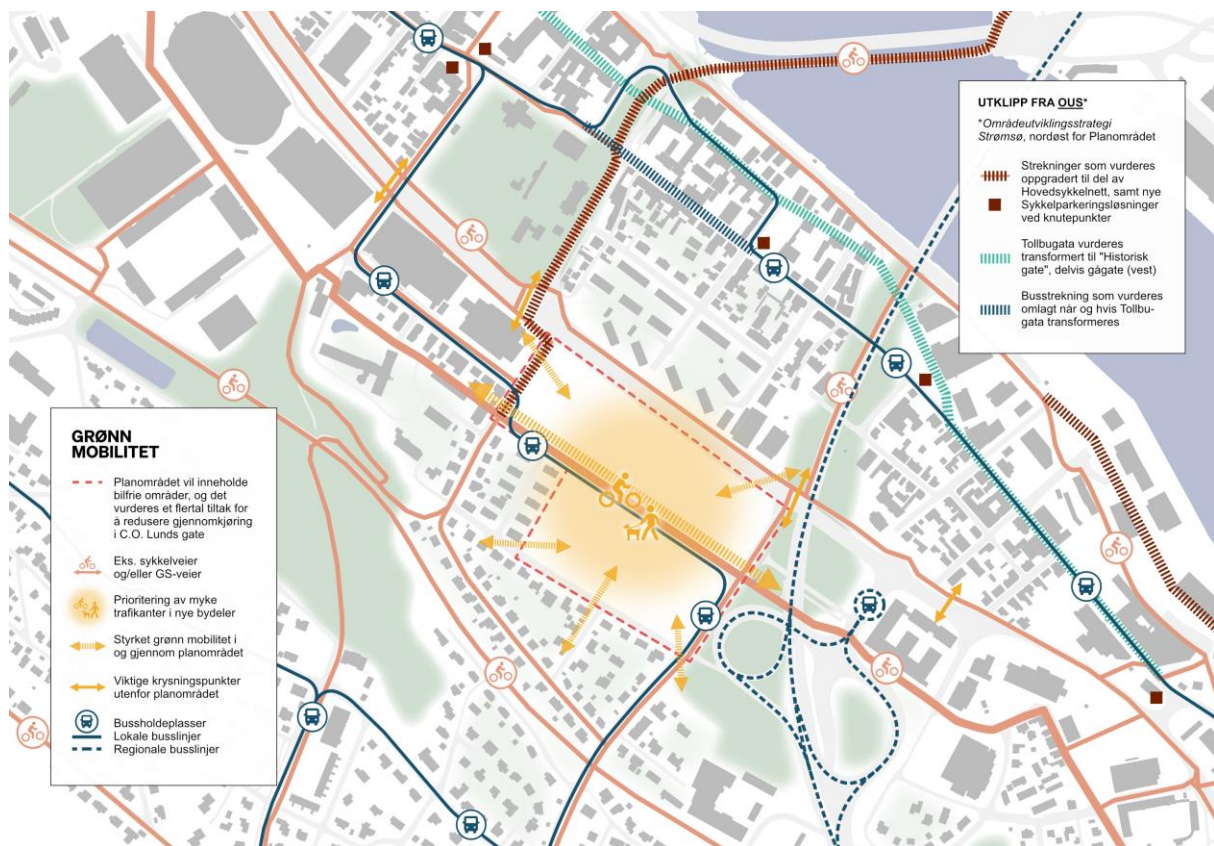 UTKLIPP FRA OUS*
*Områdeutviklingsstrategi
Strømsø, nordøst for Planområdet
Strekninger som vurderes
oppgradert til del av
Hovedsykkelnett, samt nye
Sykkelparkeringsløsninger
ved knutepunkter
Tollbugata vurderes
transformert til "Historisk
gate", delvis gågate (vest)
Busstrekning som vurderes
omlagt når og hvis Tollbu-
gata transformeres
GRØNN
MOBILITET
Planområdet vil inneholde
bilfrie områder, og det
vurderes et flertal tiltak for
å redusere gjennomkjøring
i C.O. Lunds gate
Eks. sykkelveier
og/eller GS-veier
Prioritering av myke
trafikanter i nye bydeler
Styrket grønn mobilitet i
og gjennom planområdet
Viktige krysningspunkter
utenfor planområdet
Bussholdeplasser
Lokale busslinjer
Regionale busslinjer